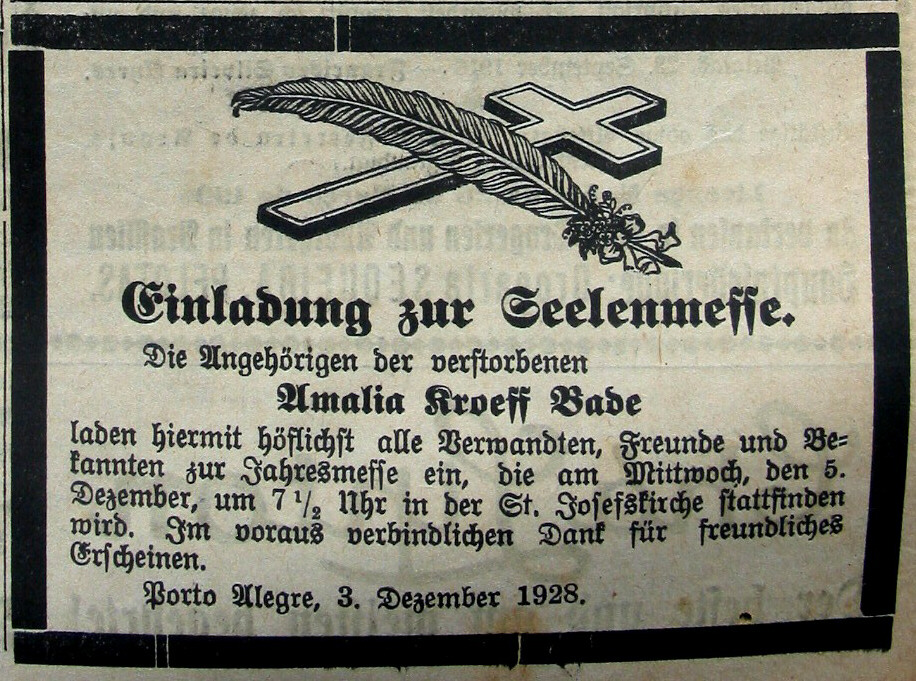 Einladung zur Seelenmesse.
Die Angehörigen der verstorbenen
Amalia Kroeff Bade
laden hiermit höflichst alle Verwandten, Freunde und Be-
kannten zur Jahresmesse ein, die am Mittwoch, den 5.
Dezember, um 7 1/2 Uhr in der St. Josefskirche stattfinden
wird. Im voraus verbindlichen Dank für freundliches
Erscheinen.
Porto Alegre, 3. Dezember 1928.